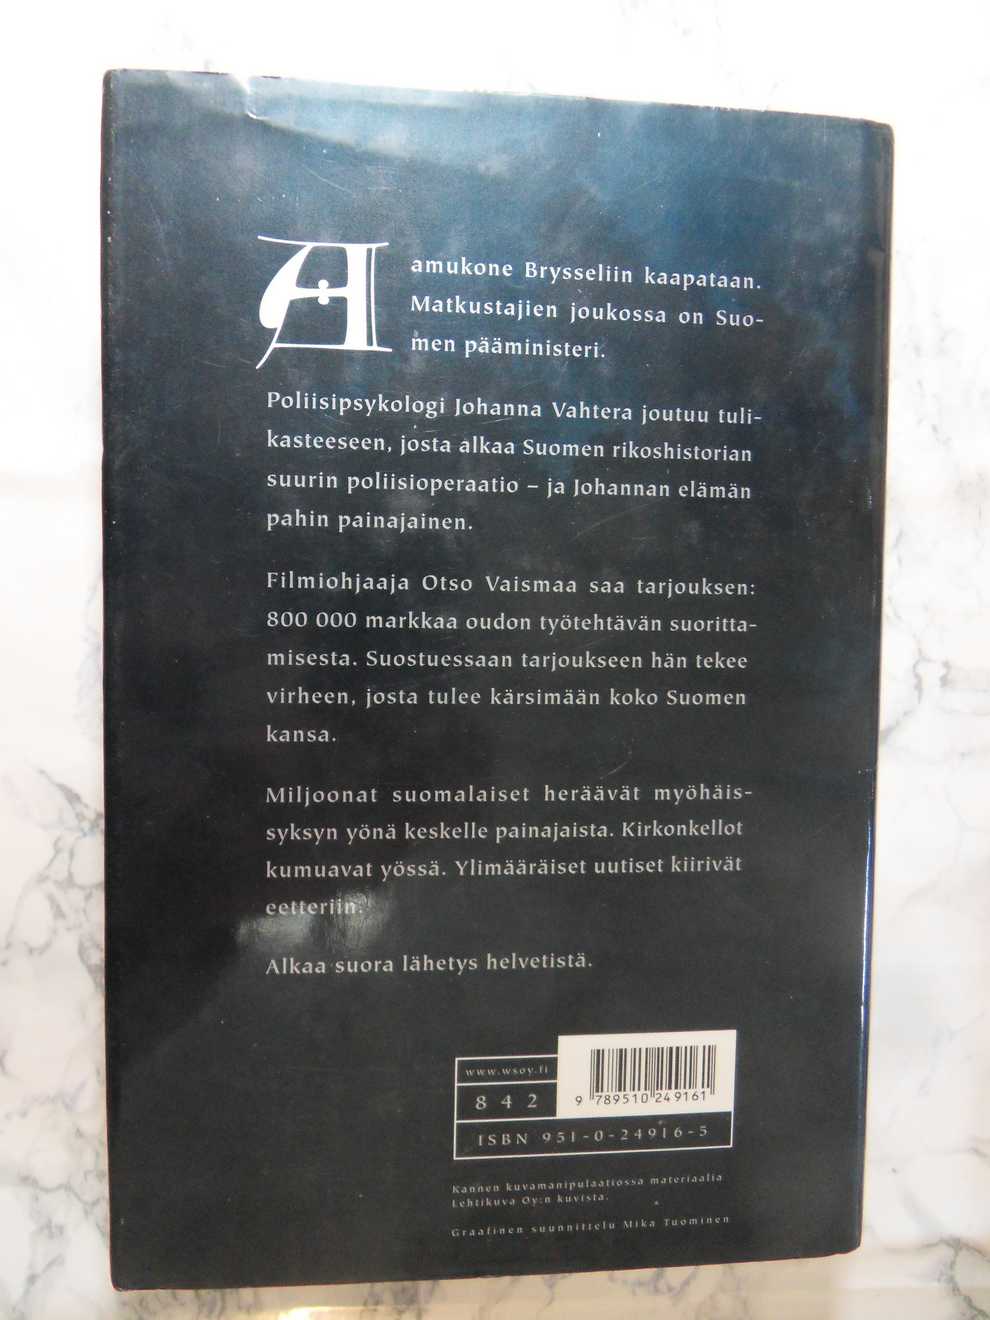 A
amukone Brysseliin kaapataan.
Matkustajien joukossa on Suo-
men pääministeri.
Poliisipsykologi Johanna Vahtera joutuu tuli-
kasteeseen, josta alkaa Suomen rikoshistorian
suurin poliisioperaatio – ja Johannan elämän
pahin painajainen.
Filmiohjaaja Otso Vaismaa saa tarjouksen:
800 000 markkaa oudon työtehtävän suoritta-
misesta. Suostuessaan tarjoukseen hän tekee
virheen, josta tulee kärsimään koko Suomen
kansa.
Miljoonat suomalaiset heräävät myöhäis-
syksyn yönä keskelle painajaista. Kirkonkellot
kumuavat yössä. Ylimääräiset uutiset kiirivät
eetteriin.
Alkaa suora lähetys helvetistä.
www.wsoy.fi
842
9 789510 249161
ISBN 951-0-24916-5
Kannen kuvamanipulaatiossa materiaalia
Lehtikuva Oy:n kuvista.
Graafinen suunnittelu Mika Tuominen